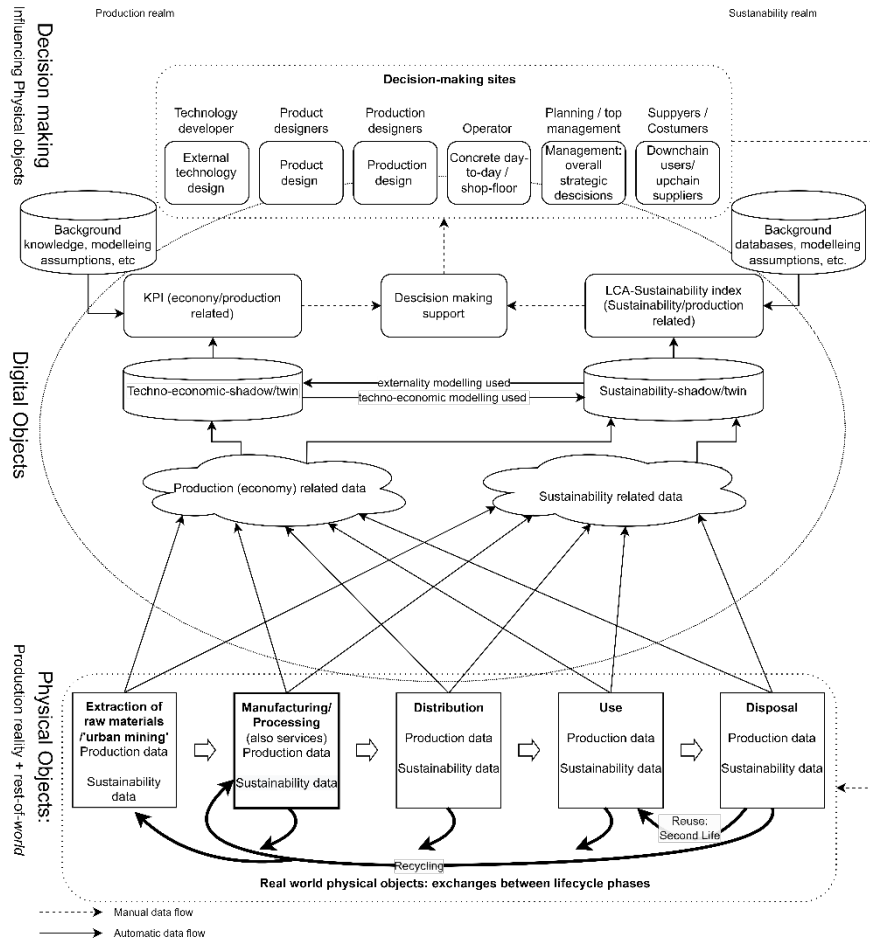 Production realm
Sustanability realm
Decision making
Influencing Physical objects
Decision-making sites
Technology
developer
Product
designers
Production
designers
Operator
Planning / top
management
Suppyers /
Costumers
External
technology
design
Product
design
Production
design
Concrete day-
to-day /
shop-floor
Management:
overall
strategic
descisions
Downchain
users/
upchain
suppliers
Background
knowledge, modelleing
assumptions, etc
Background
databases, modelleing
assumptions, etc.
KPI (econony/production
related)
Descision making
support
LCA-Sustainability index
(Sustainability/production
related)
Digital Objects
Techno-economic-shadow/twin
externality modelling used
techno-economic modelling used
Sustainability-shadow/twin
Production (economy) related data
Sustainability related data
Physical Objects:
Production reality + rest-of-world
Extraction of
raw materials
/'urban mining'
Production data
Sustainability
data
Manufacturing/
Processing
(also services)
Production data
Sustainability data
Distribution
Production data
Sustainability data
Use
Production data
Sustainability data
Disposal
Production data
Sustainability data
Reuse:
Second Life
Recycling
Real world physical objects: exchanges between lifecycle phases
Manual data flow
Automatic data flow